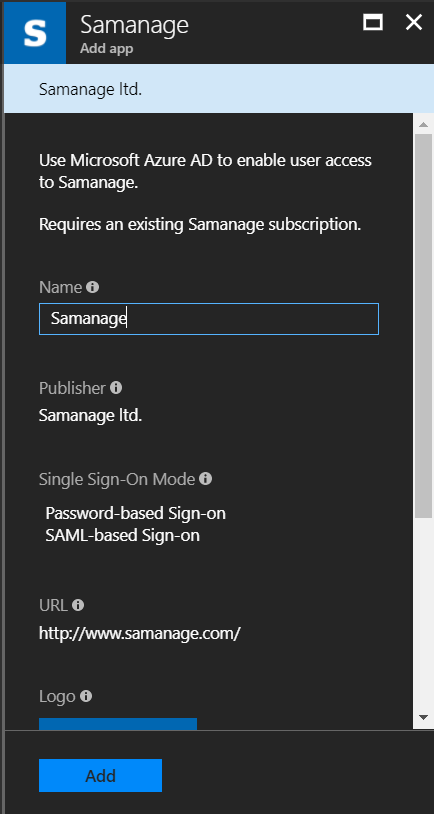 S
Samanage
Add app
Samanage ltd.
Use Microsoft Azure AD to enable user access
to Samanage.
Requires an existing Samanage subscription.
Name
Samanage
Publisher
Samanage ltd.
Single Sign-On Mode
Password-based Sign-on
SAML-based Sign-on
URL
http://www.samanage.com/
Logo
Add